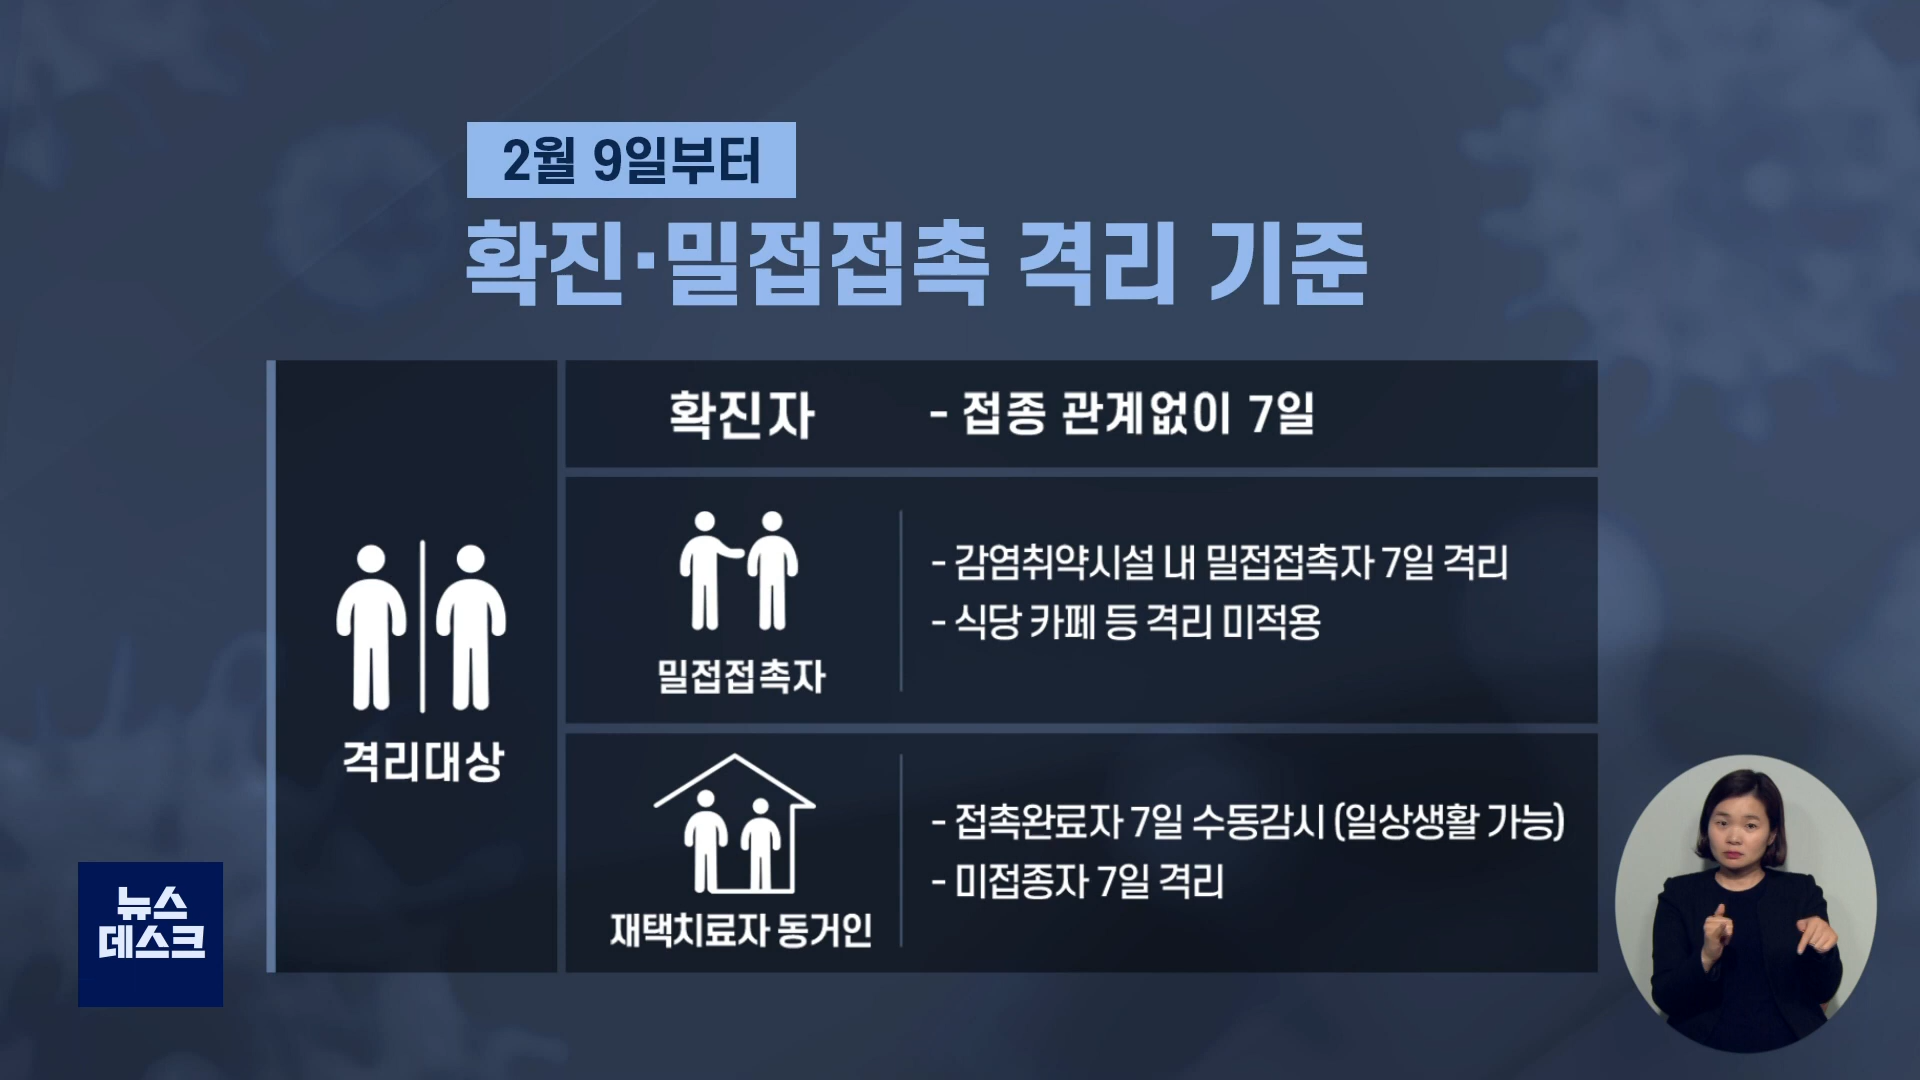 2월 9일부터
확진·밀접접촉 격리 기준
격리대상
확진자
- 접종 관계없이 7일
밀접접촉자
- 감염취약시설 내 밀접접촉자 7일 격리
- 식당 카페 등 격리 미적용
재택치료자 동거인
- 접촉완료자 7일 수동감시 (일상생활 가능)
- 미접종자 7일 격리
뉴스
데스크